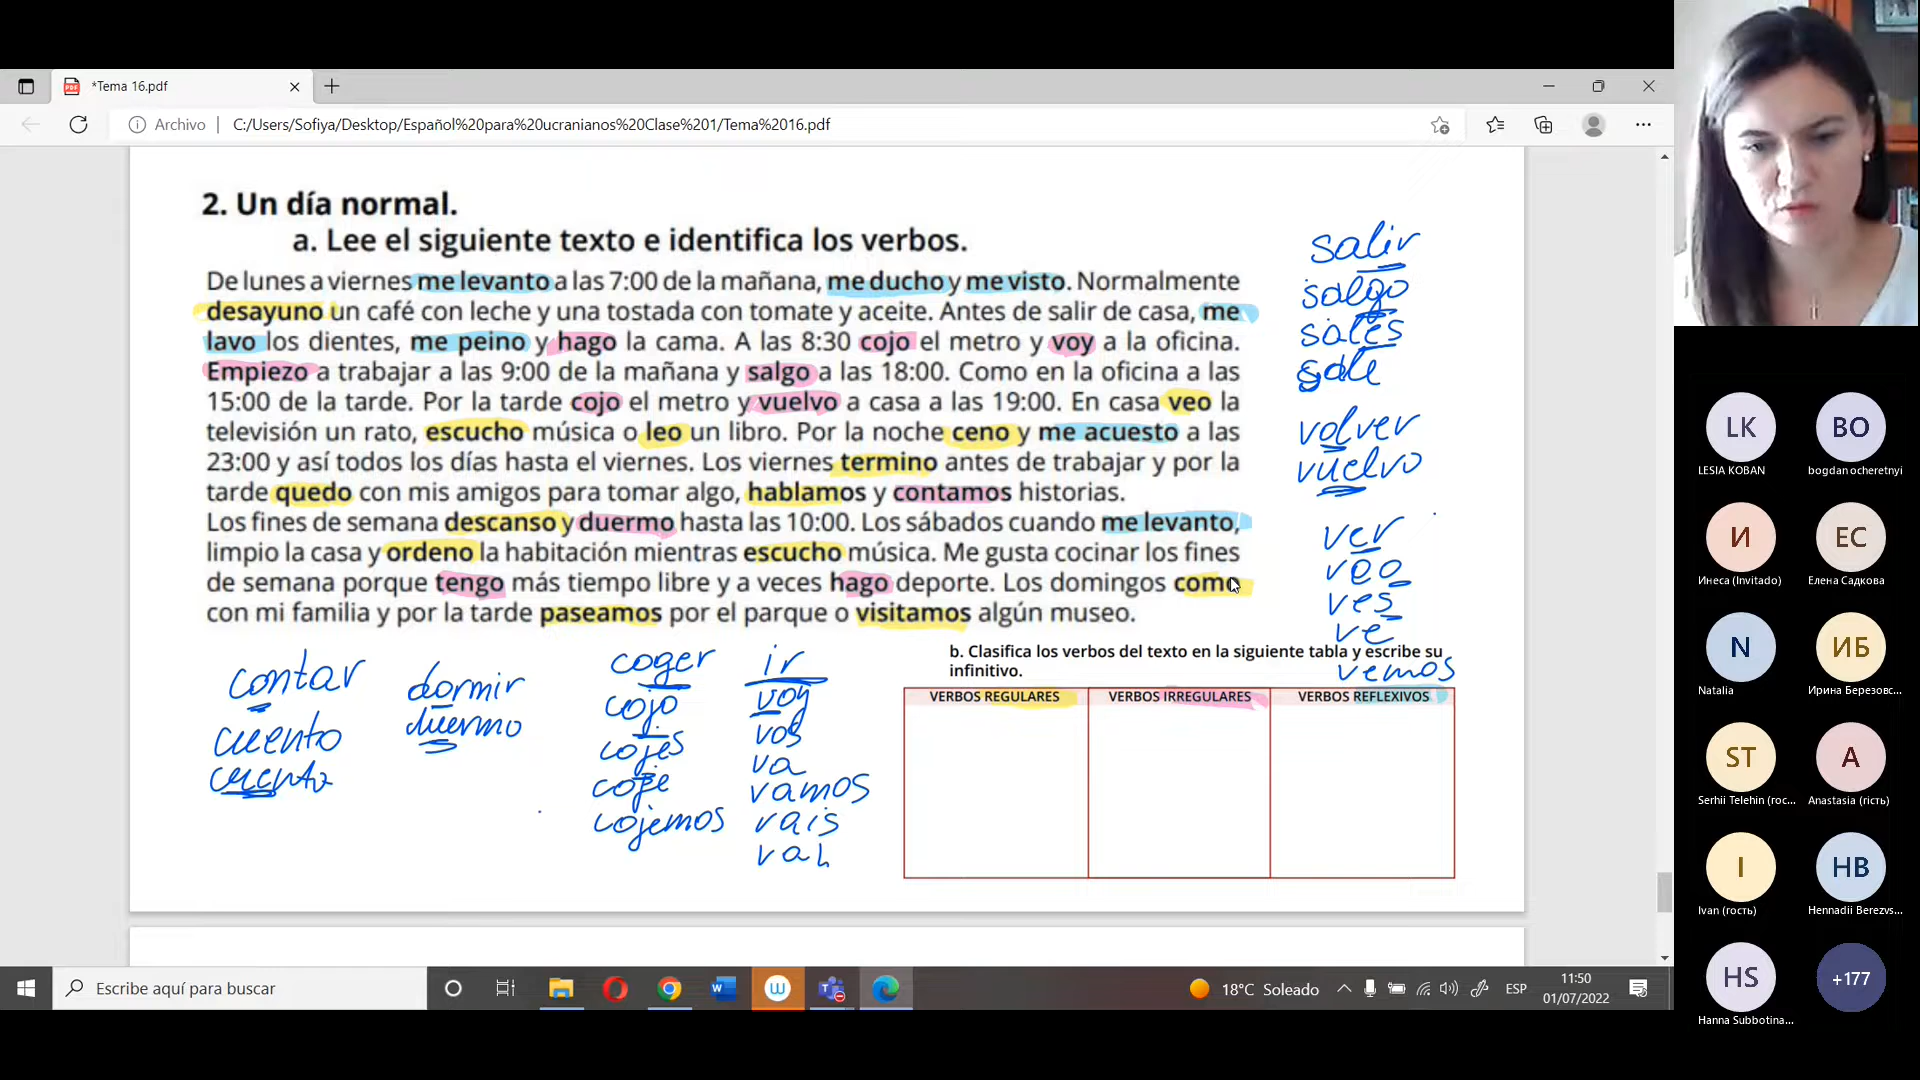 *Tema 16.pdf
Archivo | C:/Users/Sofiya/Desktop/Español%20para%20ucranianos%20Clase%201/Tema%2016.pdf
2. Un día normal.
a. Lee el siguiente texto e identifica los verbos.
De lunes a viernes me levanto a las 7:00 de la mañana, me ducho y me visto. Normalmente
desayuno un café con leche y una tostada con tomate y aceite. Antes de salir de casa, me
lavo los dientes, me peino y hago la cama. A las 8:30 cojo el metro y voy a la oficina.
Empiezo a trabajar a las 9:00 de la mañana y salgo a las 18:00. Como en la oficina a las
15:00 de la tarde. Por la tarde cojo el metro y vuelvo a casa a las 19:00. En casa veo la
televisión un rato, escucho música o leo un libro. Por la noche ceno y me acuesto a las
23:00 y así todos los días hasta el viernes. Los viernes termino antes de trabajar y por la
tarde quedo con mis amigos para tomar algo, hablamos y contamos historias.
Los fines de semana descanso y duermo hasta las 10:00. Los sábados cuando me levanto,
limpio la casa y ordeno la habitación mientras escucho música. Me gusta cocinar los fines
de semana porque tengo más tiempo libre y a veces hago deporte. Los domingos como
con mi familia y por la tarde paseamos por el parque o visitamos algún museo.
salir
salgo
sales
sale
volver
vuelvo
ver
veo
ves
ve
vemos
contar
cuento
dormir
duermo
coger
cojo
cojes
coje
cojemos
ir
voy
vas
va
vamos
vais
van
b. Clasifica los verbos del texto en la siguiente tabla y escribe su
infinitivo.
VERBOS REGULARES VERBOS IRREGULARES VERBOS REFLEXIVOS
LK
LESIA KOBAN
BO
bogdan ocheretnyi
И
Инеса (Invitado)
EC
Елена Садкова
N
Natalia
ИБ
Ирина Березовс...
ST
Serhii Telehin (гос...
A
Anastasia (гість)
I
Ivan (гость)
HB
Hennadii Berezvs...
HS
Hanna Subbotina...
+177
Escribe aquí para buscar
18°C Soleado
ESP
11:50
01/07/2022